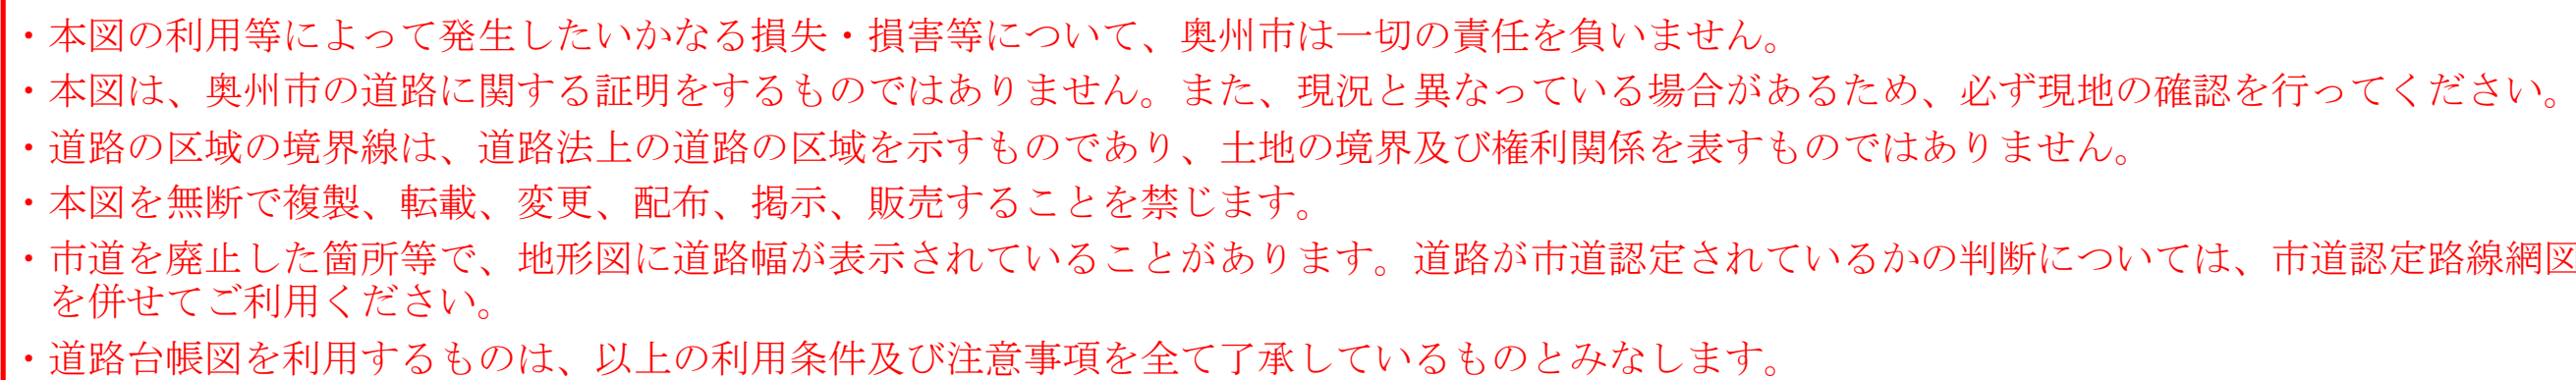 ・本図の利用等によって発生したいかなる損失・損害等について、奥州市は一切の責任を負いません。
・本図は、奥州市の道路に関する証明をするものではありません。また、現況と異なっている場合があるため、必ず現地の確認を行ってください。
・道路の区域の境界線は、道路法上の道路の区域を示すものであり、土地の境界及び権利関係を表すものではありません。
・本図を無断で複製、転載、変更、配布、掲示、販売することを禁じます。
・市道を廃止した箇所等で、地形図に道路幅が表示されていることがあります。道路が市道認定されているかの判断については、市道認定路線網図
を併せてご利用ください。
・道路台帳図を利用するものは、以上の利用条件及び注意事項を全て了承しているものとみなします。